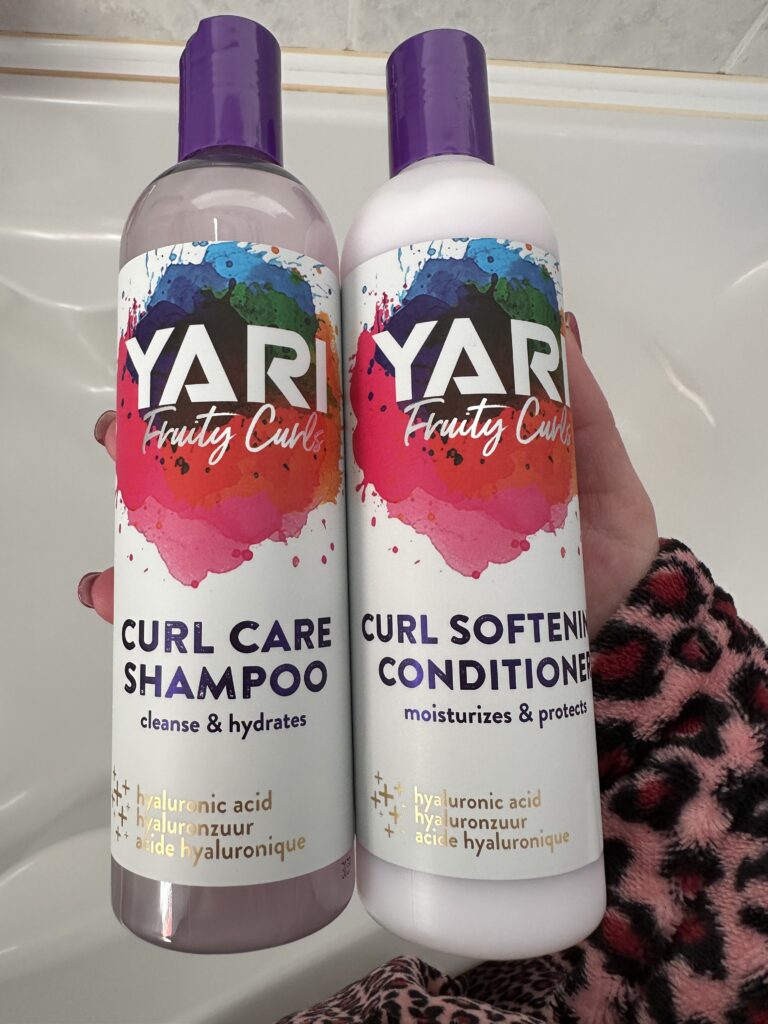 YARI
Fruity Curls
CURL CARE
SHAMPOO
cleanse & hydrates
hyaluronic acid
hyaluronzuur
acide hyaluronique
YARI
Fruity Curls
CURL SOFTENIN
CONDITIONER
moisturizes & protects
hyaluronic acid
hyaluronzuur
acide hyaluronique